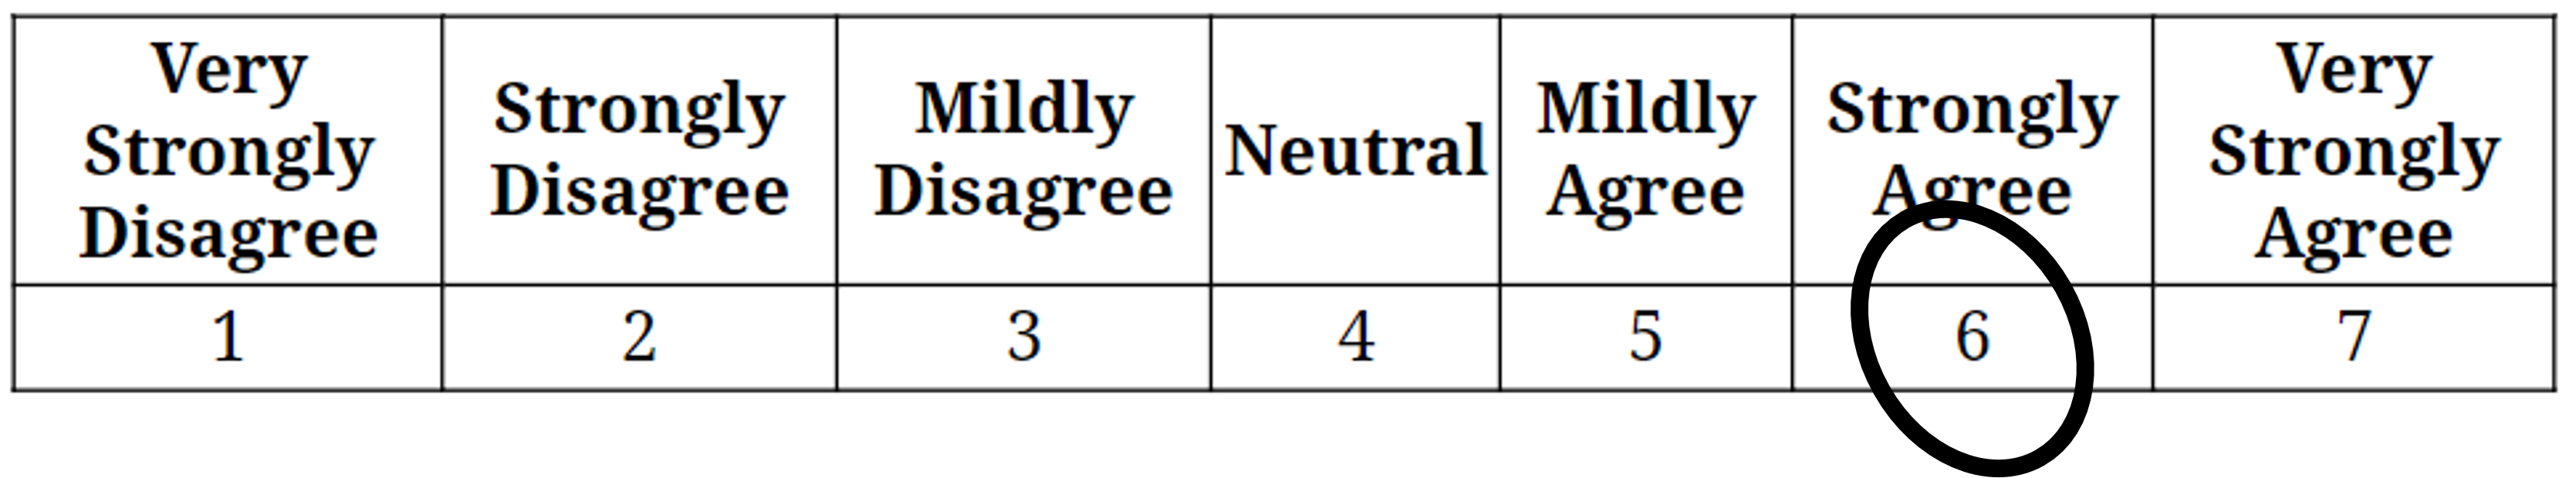 Very Strongly Disagree
Strongly Disagree
Mildly Disagree
Neutral
Mildly Agree
Strongly Agree
Very Strongly Agree
1 2 3 4 5 6 7